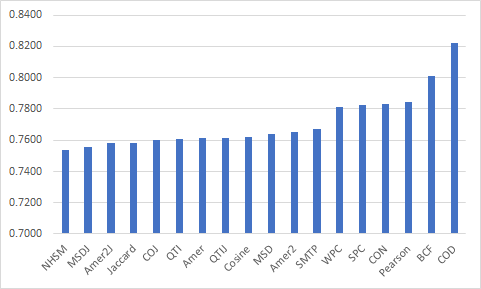 0.8400
0.8200
0.8000
0.7800
0.7600
0.7400
0.7200
0.7000
NHSM
MSDJ
Amer2J
Jaccard
COJ
QTI
Amer
QTIJ
Cosine
MSD
Amer2
SMTP
WPC
SPC
CON
Pearson
BCF
COD